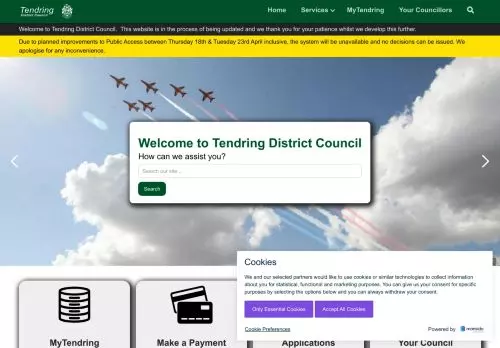 Tendring
District Council
Home
Services
MyTendring
Your Councillors
Welcome to Tendring District Council. This website is in the process of being updated and we thank you for your patience whilst we develop this further.
Due to planned improvements to Public Access between Thursday 18th & Tuesday 23rd April inclusive, the system will be unavailable and no decisions can be issued. We
apologise for any inconvenience.
Welcome to Tendring District Council
How can we assist you?
Search our site...
Search
Cookies
We and our selected partners would like to use cookies or similar technologies to collect information
about you for statistical, functional and marketing purposes. You can give us your consent for specific
purposes by selecting the options below and you can always withdraw your consent.
Only Essential Cookies
Accept All Cookies
Cookie Preferences
Powered by
MyTendring
Make a Payment
Applications
Your Council